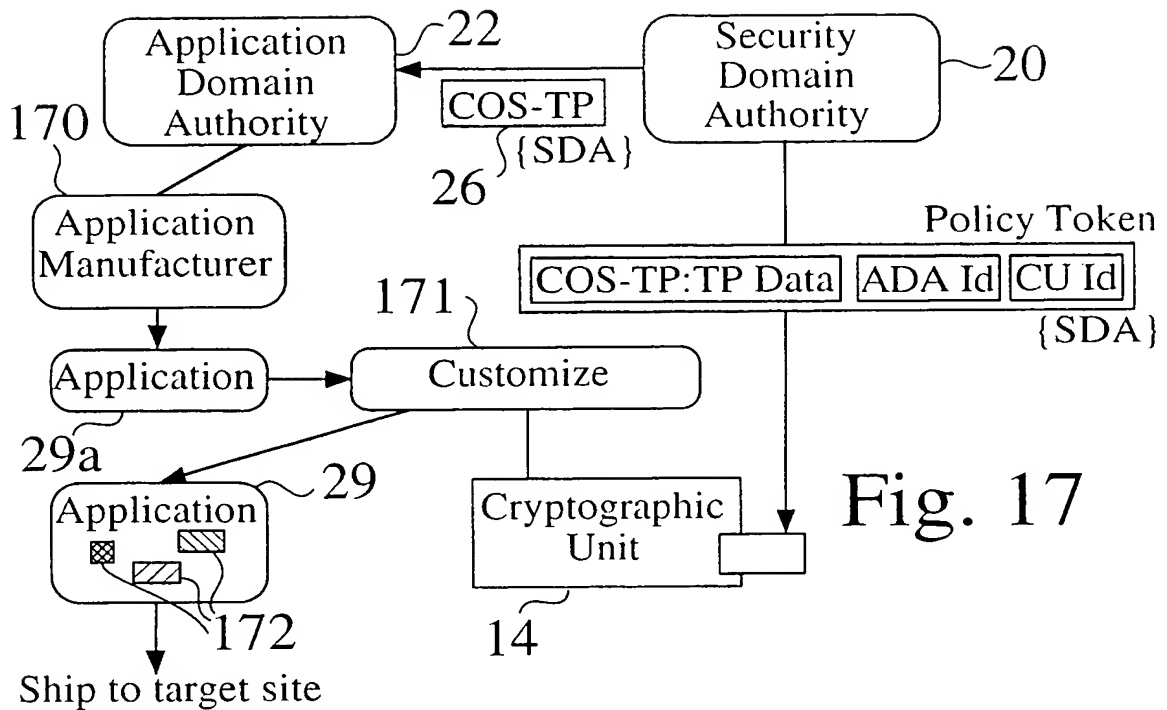 Application
Domain
Authority
22
Security
Domain
Authority
20
COS-TP
{SDA}
26
170
Application
Manufacturer
Policy Token
COS-TP:TP Data
ADA Id
CU Id
{SDA}
171
Customize
Application
29a
Application
29
172
Cryptographic
Unit
14
Fig. 17
Ship to target site